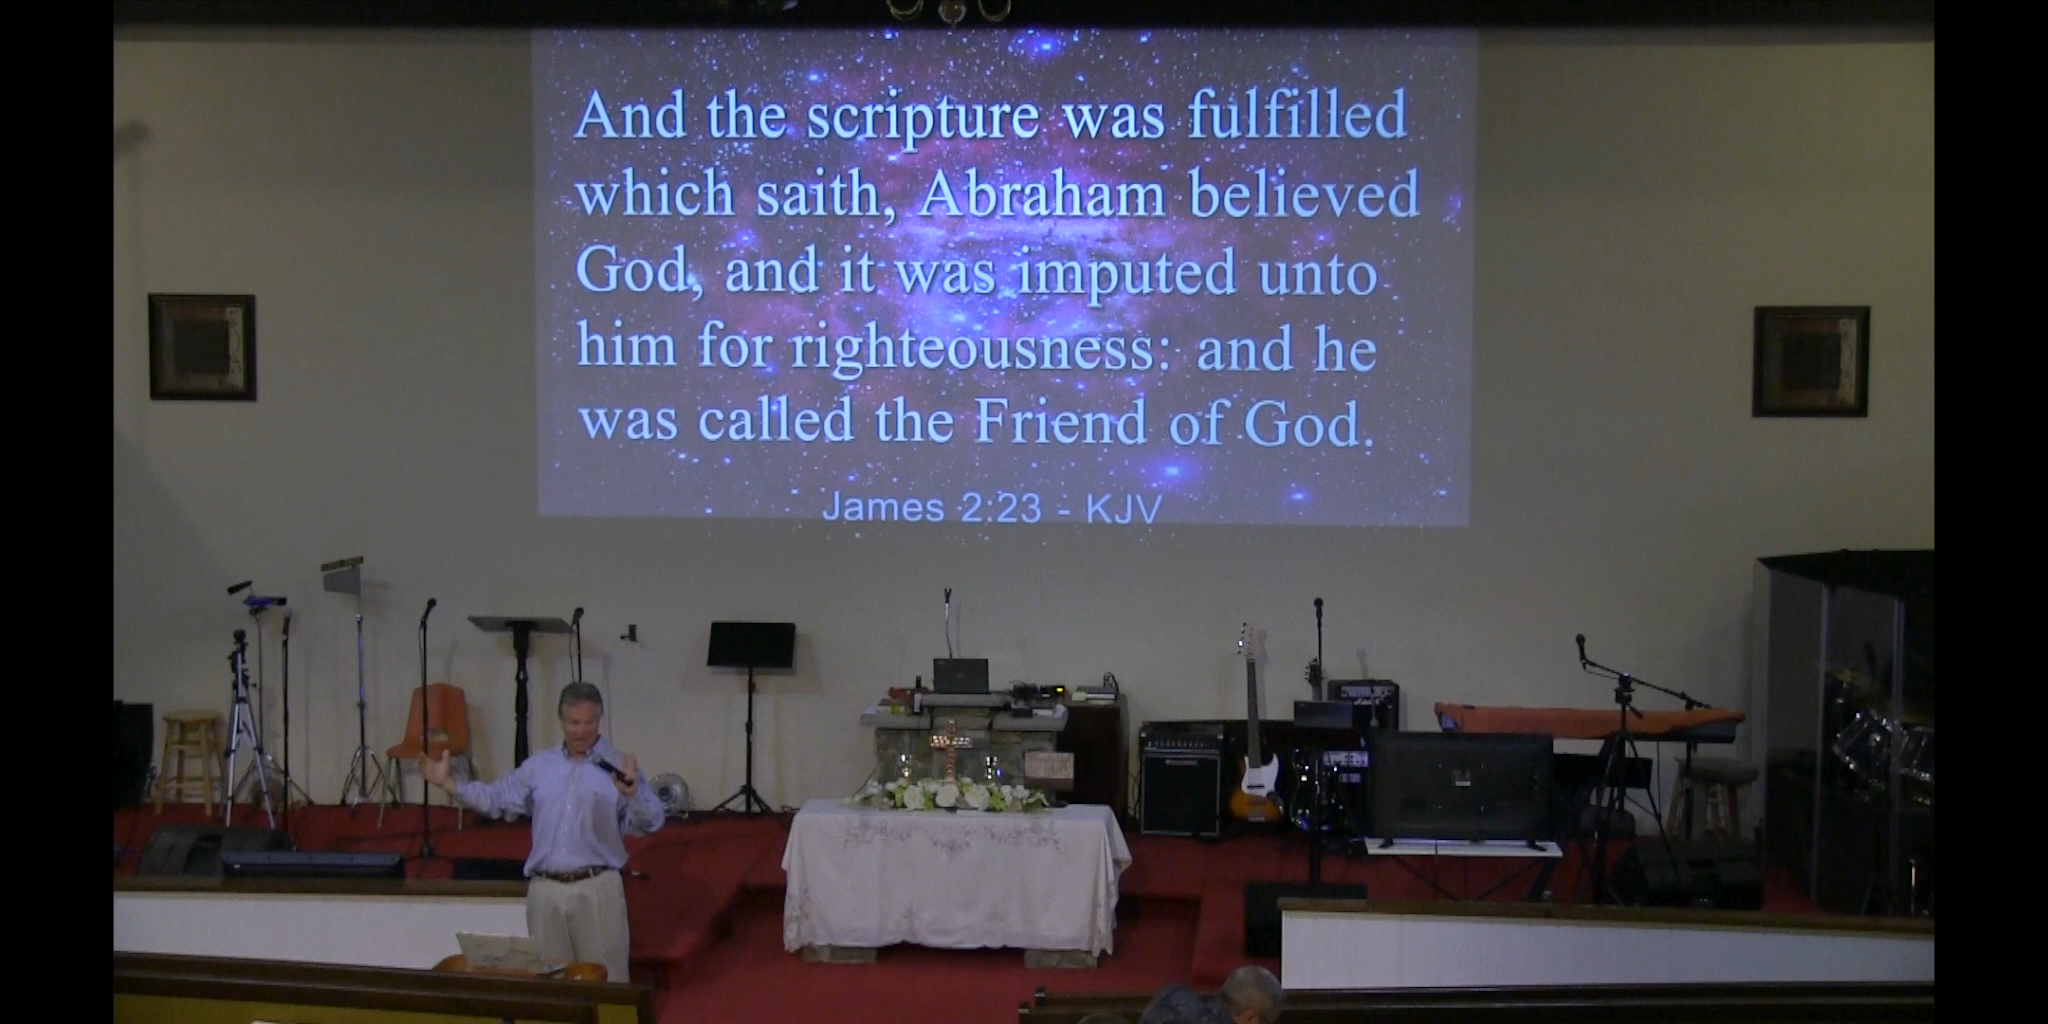 And the scripture was fulfilled
which saith, Abraham believed
God, and it was imputed unto
him for righteousness: and he
was called the Friend of God.
James 2:23 - KJV